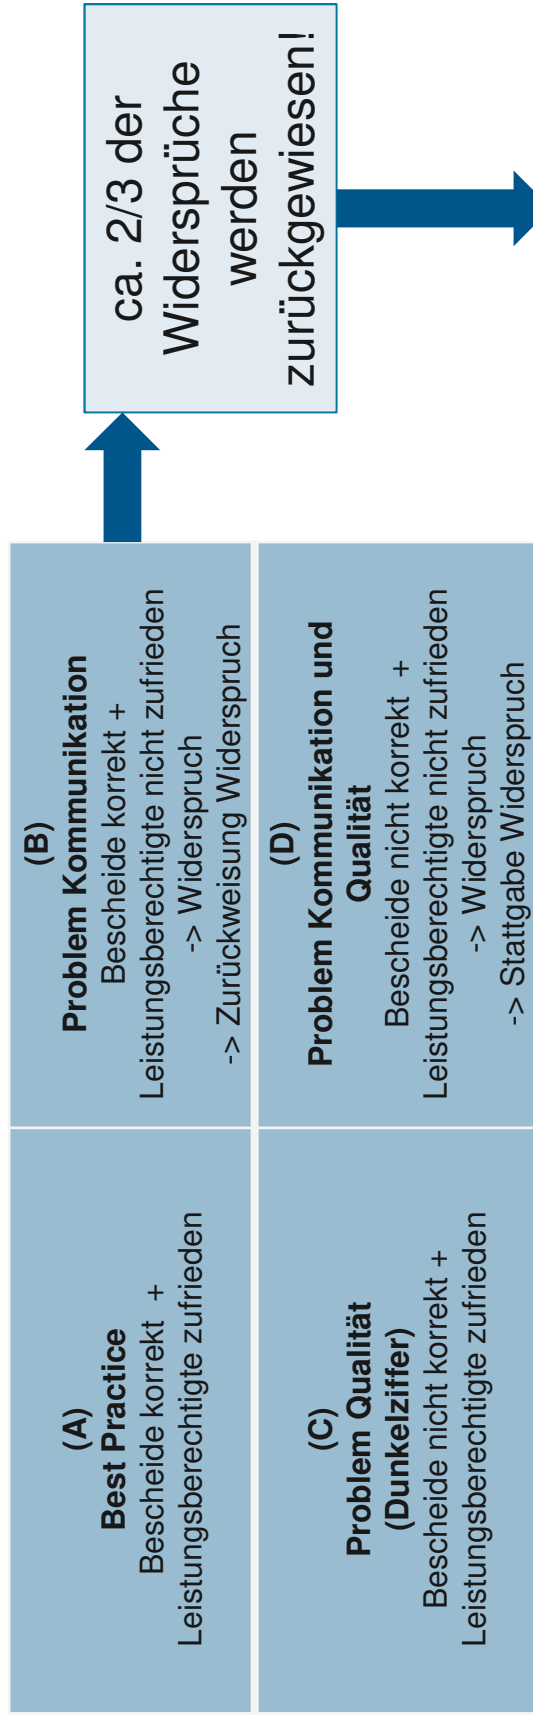 (A)
Best Practice
Bescheide korrekt +
Leistungsberechtigte zufrieden
(B)
Problem Kommunikation
Bescheide korrekt +
Leistungsberechtigte nicht zufrieden
-> Widerspruch
-> Zurückweisung Widerspruch
ca. 2/3 der
Widersprüche
werden
zurückgewiesen!
(C)
Problem Qualität
(Dunkelziffer)
Bescheide nicht korrekt +
Leistungsberechtigte zufrieden
(D)
Problem Kommunikation und
Qualität
Bescheide nicht korrekt +
Leistungsberechtigte nicht zufrieden
-> Widerspruch
-> Stattgabe Widerspruch